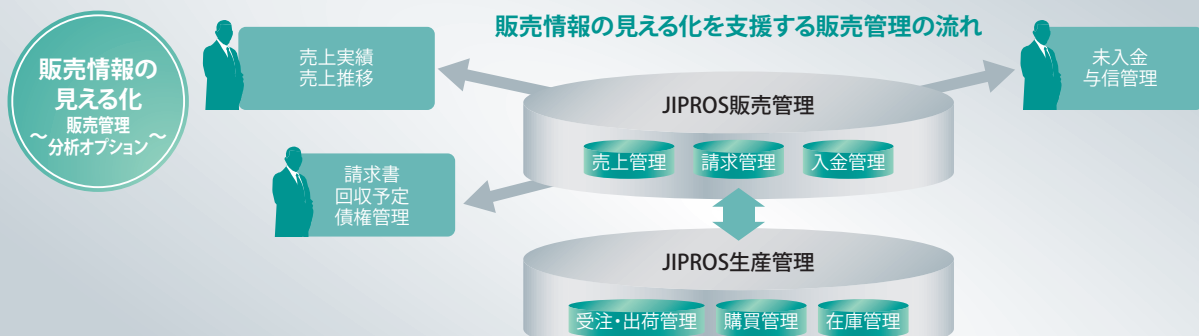 販売情報の見える化を支援する販売管理の流れ
販売情報の
見える化
販売管理
～分析オプション～
売上実績
売上推移
未入金
与信管理
JIPROS販売管理
売上管理
請求管理
入金管理
請求書
回収予定
債権管理
JIPROS生産管理
受注・出荷管理
購買管理
在庫管理